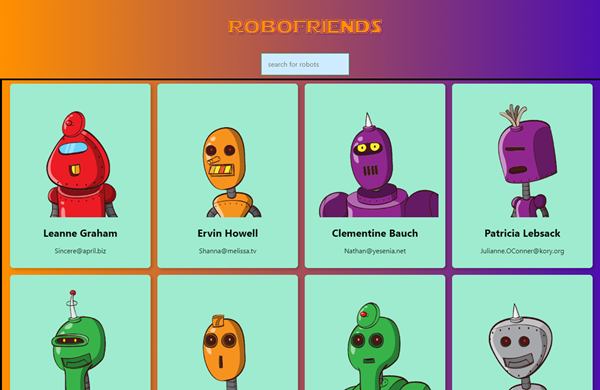 ROBOFRIENDS
search for robots
Leanne Graham
Sincere@april.biz
Ervin Howell
Shanna@melissa.tv
Clementine Bauch
Nathan@yesenia.net
Patricia Lebsack
Julianne.OConner@kory.org